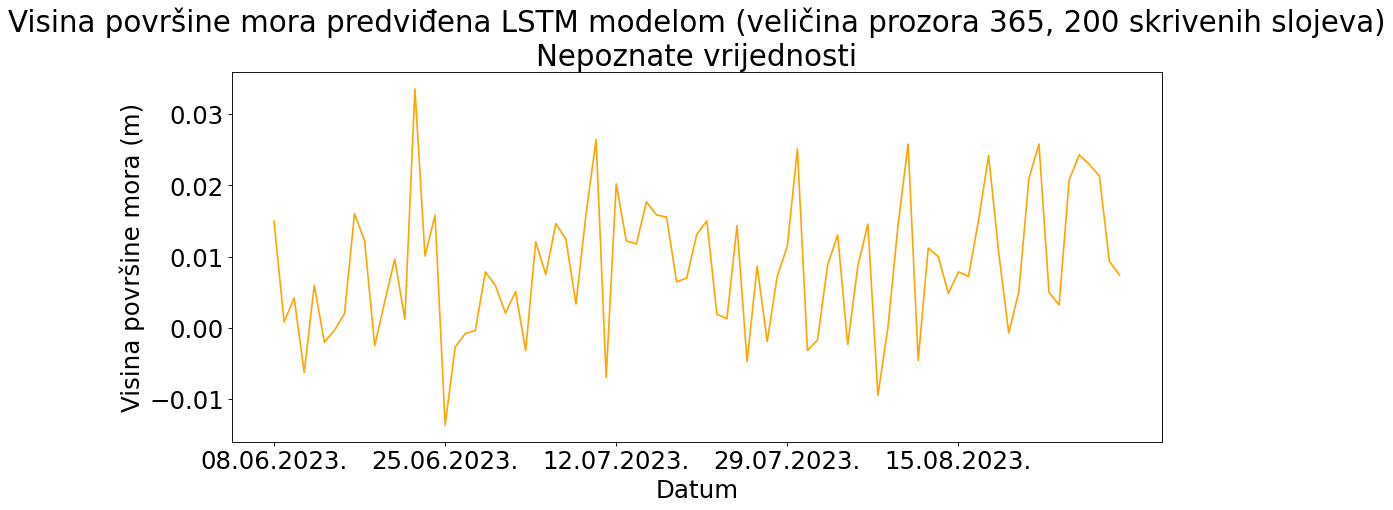 Visina površine mora predviđena LSTM modelom (veličina prozora 365, 200 skrivenih slojeva)
Nepoznate vrijednosti
Visina površine mora (m)
0.03
0.02
0.01
0.00
−0.01
08.06.2023. 25.06.2023. 12.07.2023. 29.07.2023. 15.08.2023.
Datum